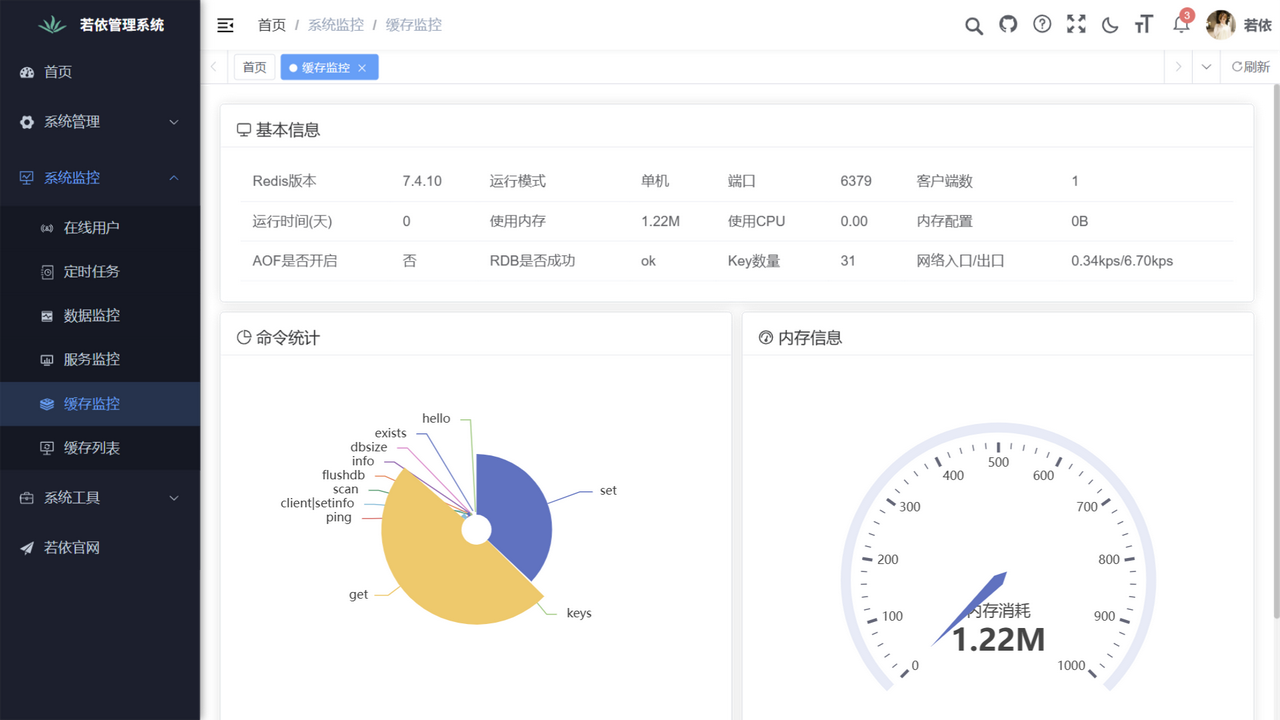 若依管理系统
首页
系统管理
系统监控
在线用户
定时任务
数据监控
服务监控
缓存监控
缓存列表
系统工具
若依官网
首页 / 系统监控 / 缓存监控
3
若依
首页
缓存监控
刷新
基本信息
Redis版本 7.4.10 运行模式 单机 端口 6379 客户端数 1
运行时间(天) 0 使用内存 1.22M 使用CPU 0.00 内存配置 0B
AOF是否开启 否 RDB是否成功 ok Key数量 31 网络入口/出口 0.34kps/6.70kps
命令统计
hello
exists
dbsize
info
flushdb
scan
client|setinfo
ping
get
set
keys
内存信息
0
100
200
300
400
500
600
700
800
900
1000
内存消耗
1.22M